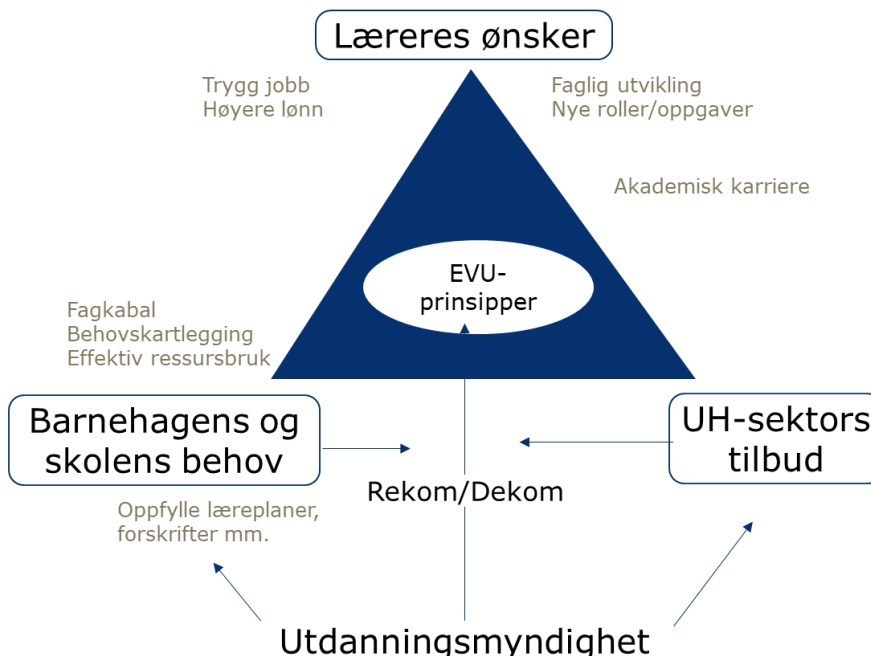 Læreres ønsker
Trygg jobb
Høyere lønn
Faglig utvikling
Nye roller/oppgaver
Akademisk karriere
EVU-
prinsipper
Fagkabal
Behovskartlegging
Effektiv ressursbruk
Barnehagens og
skolens behov
UH-sektors
tilbud
Rekom/Dekom
Oppfylle læreplaner,
forskrifter mm.
Utdanningsmyndighet